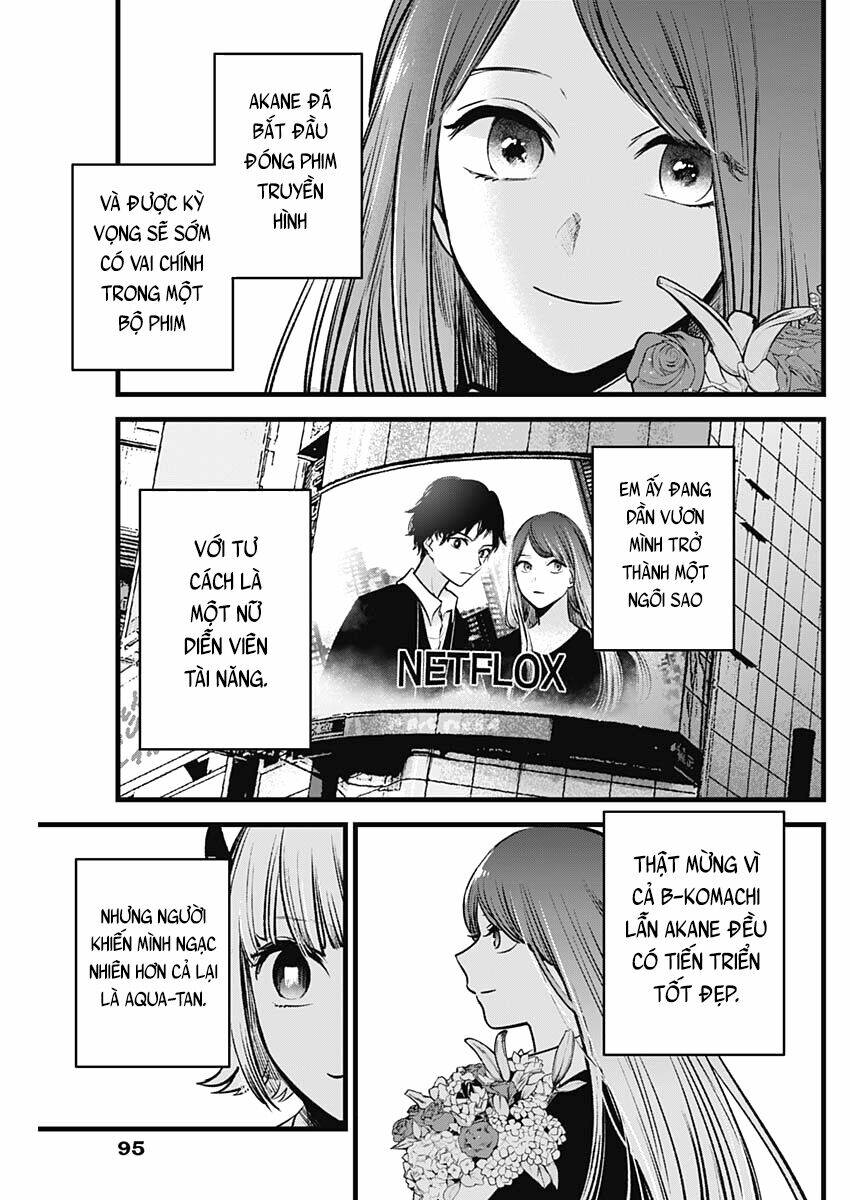 AKANE ĐÃ
BẮT ĐẦU
ĐÓNG PHIM
TRUYỀN
HÌNH
VÀ ĐƯỢC KỲ
VỌNG SẼ SỚM
CÓ VAI CHÍNH
TRONG MỘT
BỘ PHIM
EM ẤY ĐANG
DẦN VƯƠN
MÌNH TRỞ
THÀNH MỘT
NGÔI SAO
VỚI TƯ
CÁCH LÀ
MỘT NỮ
DIỄN VIÊN
TÀI NĂNG.
NETFLOX
THẬT MỪNG VÌ
CẢ B-KOMACHI
LẪN AKANE ĐỀU
CÓ TIẾN TRIỂN
TỐT ĐẸP.
NHƯNG NGƯỜI
KHIẾN MÌNH NGẠC
NHIÊN HƠN CẢ LẠI
LÀ AQUA-TAN.
95